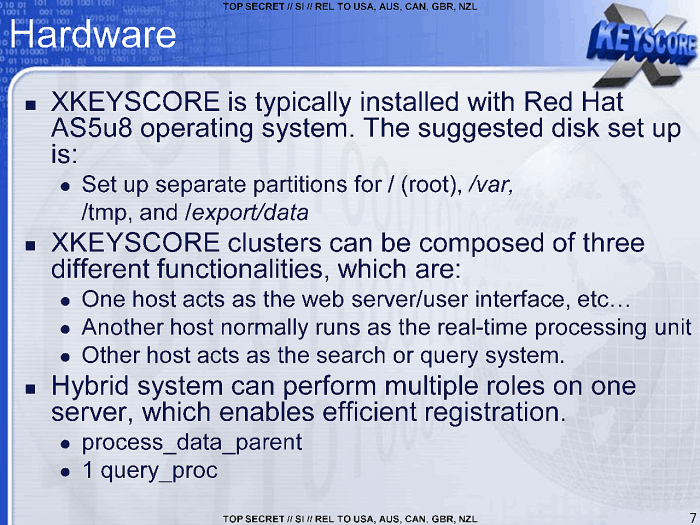 TOP SECRET // SI // REL TO USA, AUS, CAN, GBR, NZL
Hardware
X
KEYSCORE
■ XKEYSCORE is typically installed with Red Hat
AS5u8 operating system. The suggested disk set up
is:
● Set up separate partitions for / (root), /var,
/tmp, and /export/data
■ XKEYSCORE clusters can be composed of three
different functionalities, which are:
● One host acts as the web server/user interface, etc…
● Another host normally runs as the real-time processing unit
● Other host acts as the search or query system.
■ Hybrid system can perform multiple roles on one
server, which enables efficient registration.
● process_data_parent
● 1 query_proc
TOP SECRET // SI // REL TO USA, AUS, CAN, GBR, NZL
7